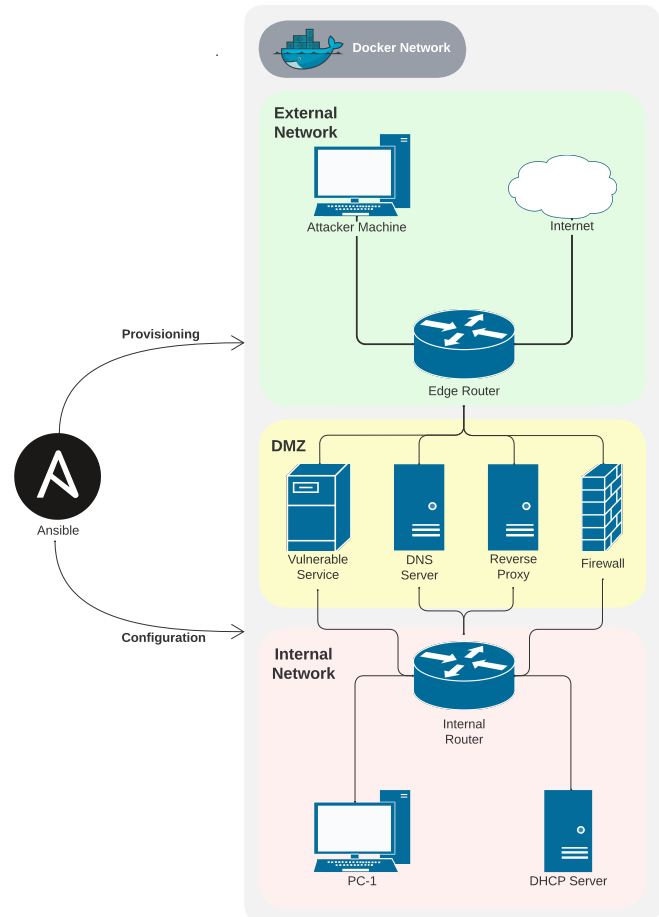 Docker Network
External
Network
Attacker Machine
Internet
Provisioning
Edge Router
DMZ
Ansible
Vulnerable
Service
DNS
Server
Reverse
Proxy
Firewall
Configuration
Internal
Network
Internal
Router
PC-1
DHCP Server